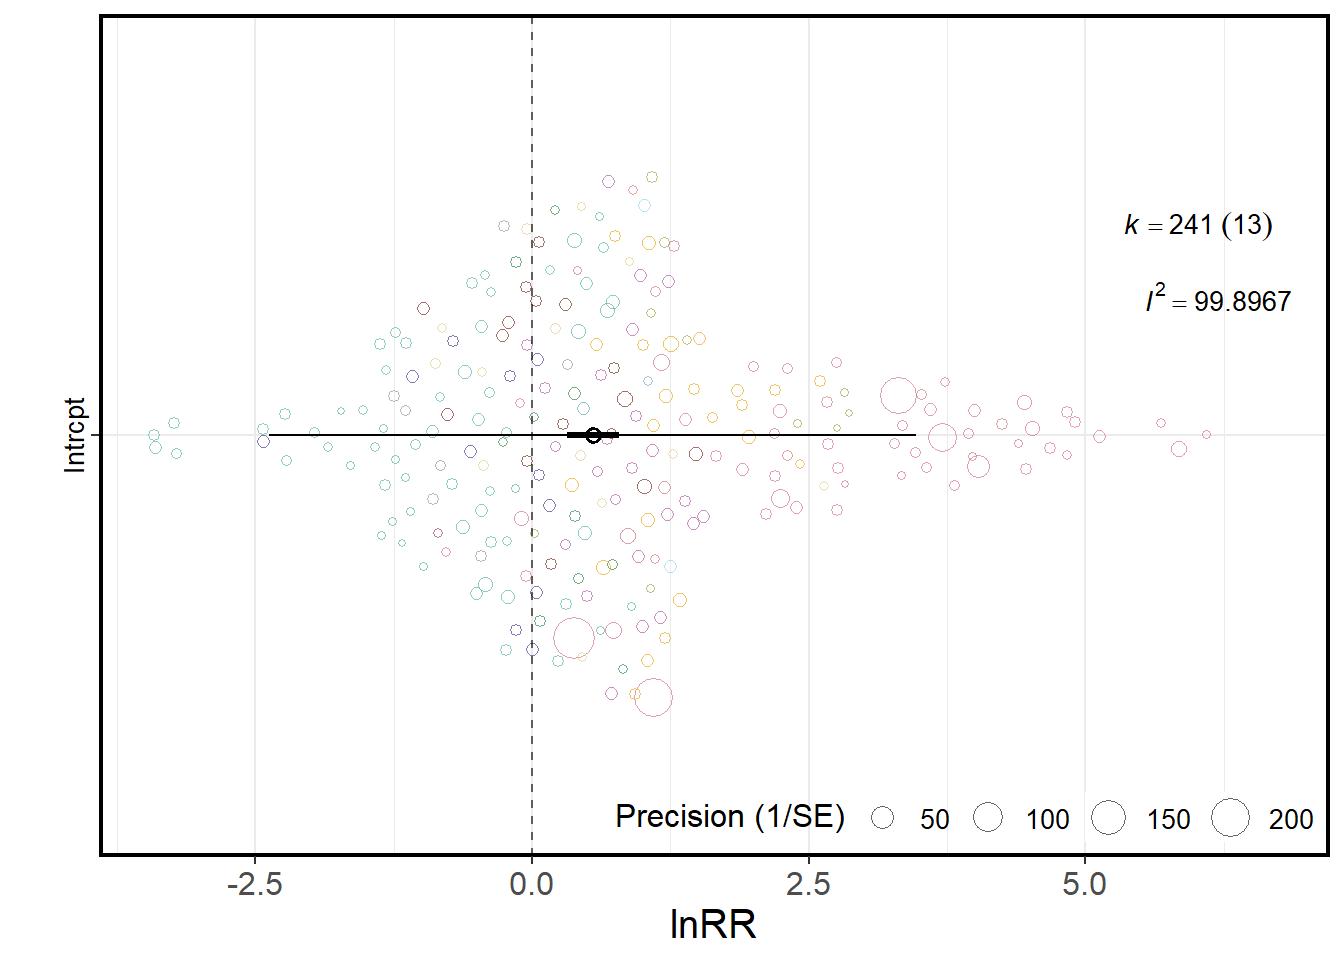 k = 241 (13)
I² = 99.8967
Intrcpt
Precision (1/SE) 50 100 150 200
-2.5 0.0 2.5 5.0
lnRR